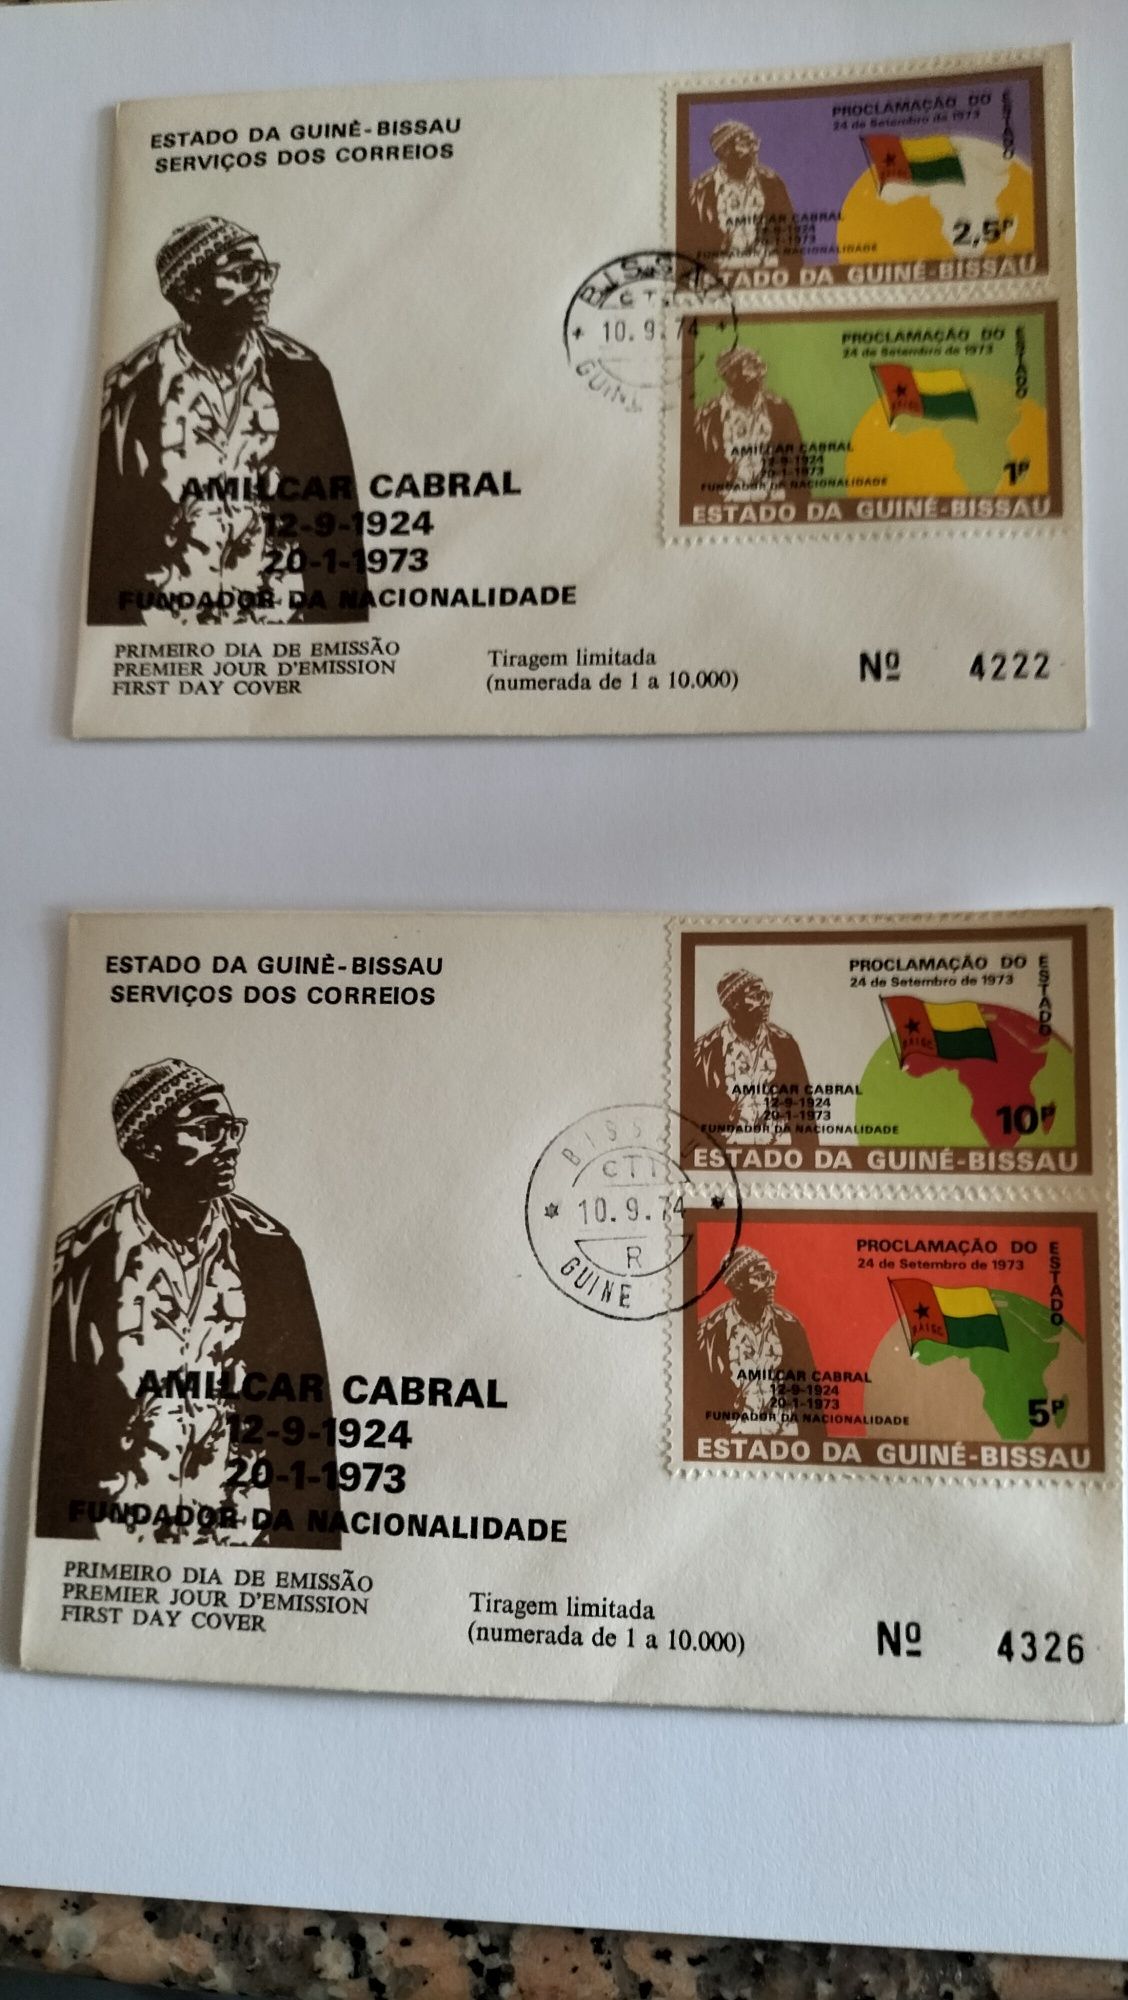 ESTADO DA GUINÈ-BISSAU
SERVIÇOS DOS CORREIOS
PROCLAMAÇÃO DO
ESTADO
24 de Setembro de 1973
AMILCAR CABRAL
12-9-1924
20-1-1973
FUNDADOR DA NACIONALIDADE
2,5P
ESTADO DA GUINÉ-BISSAU
BISSAU
10.9.74
GUINE
PROCLAMAÇÃO DO
ESTADO
24 de Setembro de 1973
PAIGC
AMILCAR CABRAL
12-9-1924
20-1-1973
FUNDADOR DA NACIONALIDADE
1P
ESTADO DA GUINÉ-BISSAU
AMILCAR CABRAL
12-9-1924
20-1-1973
FUNDADOR DA NACIONALIDADE
PRIMEIRO DIA DE EMISSÃO
PREMIER JOUR D'EMISSION
FIRST DAY COVER
Tiragem limitada
(numerada de 1 a 10.000)
Nº 4222
ESTADO DA GUINÈ-BISSAU
SERVIÇOS DOS CORREIOS
PROCLAMAÇÃO DO
ESTADO
24 de Setembro de 1973
PAIGC
AMILCAR CABRAL
12-9-1924
20-1-1973
FUNDADOR DA NACIONALIDADE
10P
ESTADO DA GUINÉ-BISSAU
BISSAU
10.9.74
R
GUINE
PROCLAMAÇÃO DO
ESTADO
24 de Setembro de 1973
PAIGC
AMILCAR CABRAL
12-9-1924
20-1-1973
FUNDADOR DA NACIONALIDADE
5P
ESTADO DA GUINÉ-BISSAU
AMILCAR CABRAL
12-9-1924
20-1-1973
FUNDADOR DA NACIONALIDADE
PRIMEIRO DIA DE EMISSÃO
PREMIER JOUR D'EMISSION
FIRST DAY COVER
Tiragem limitada
(numerada de 1 a 10.000)
Nº 4326